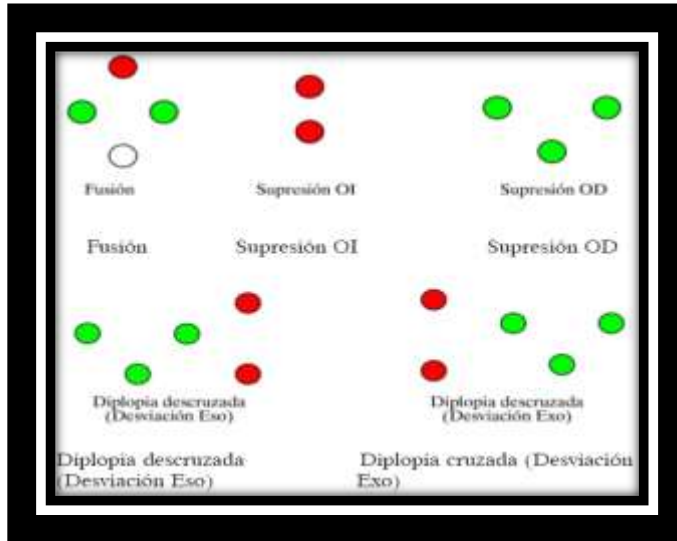 Fusión
Supresión OI
Supresión OD
Fusión
Supresión OI
Supresión OD
Diplopia descruzada
(Desviación Eso)
Diplopia descruzada
(Desviación Exo)
Diplopia descruzada
(Desviación Eso)
Diplopia cruzada (Desviación
Exo)